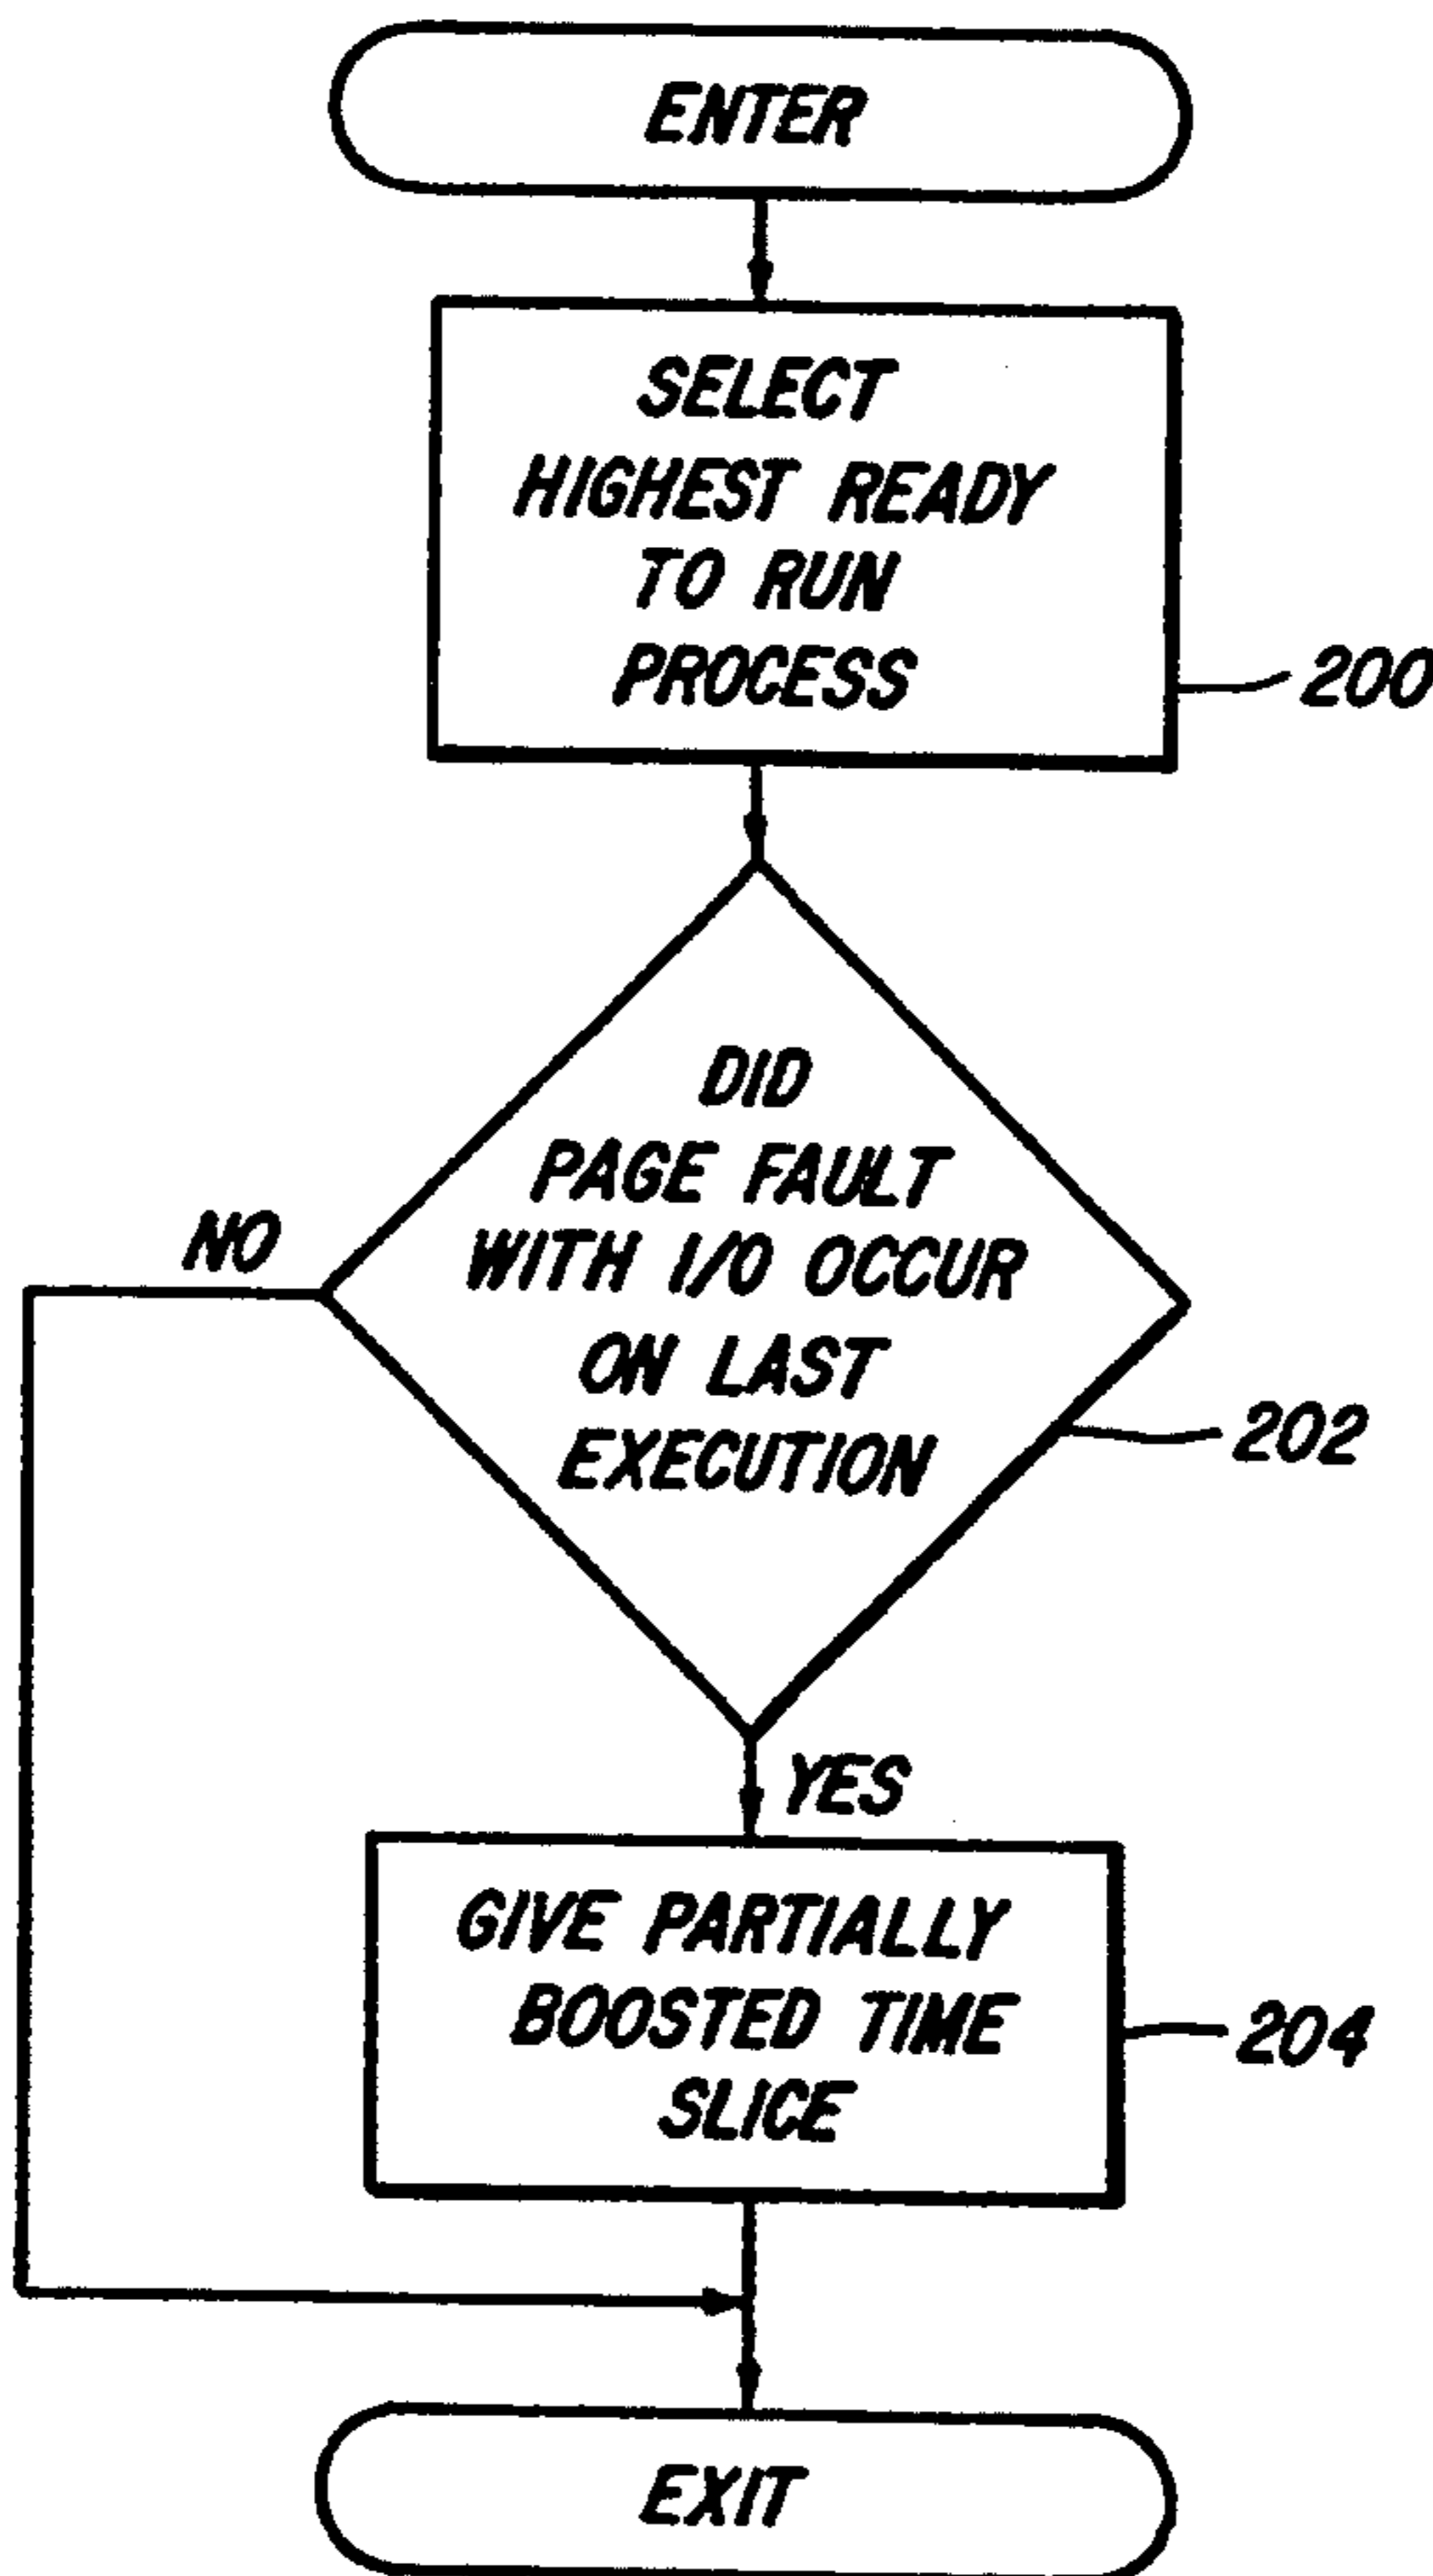 ENTER
SELECT
HIGHEST READY
TO RUN
PROCESS
200
DID
PAGE FAULT
WITH I/O OCCUR
ON LAST
EXECUTION
NO
202
YES
GIVE PARTIALLY
BOOSTED TIME
SLICE
204
EXIT